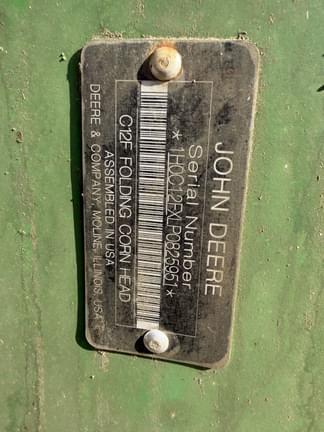 JOHN DEERE
Serial Number
*1H0C12FXLP0825951*
C12F FOLDING CORN HEAD
ASSEMBLED IN USA
DEERE & COMPANY MOLINE, ILLINOIS, USA